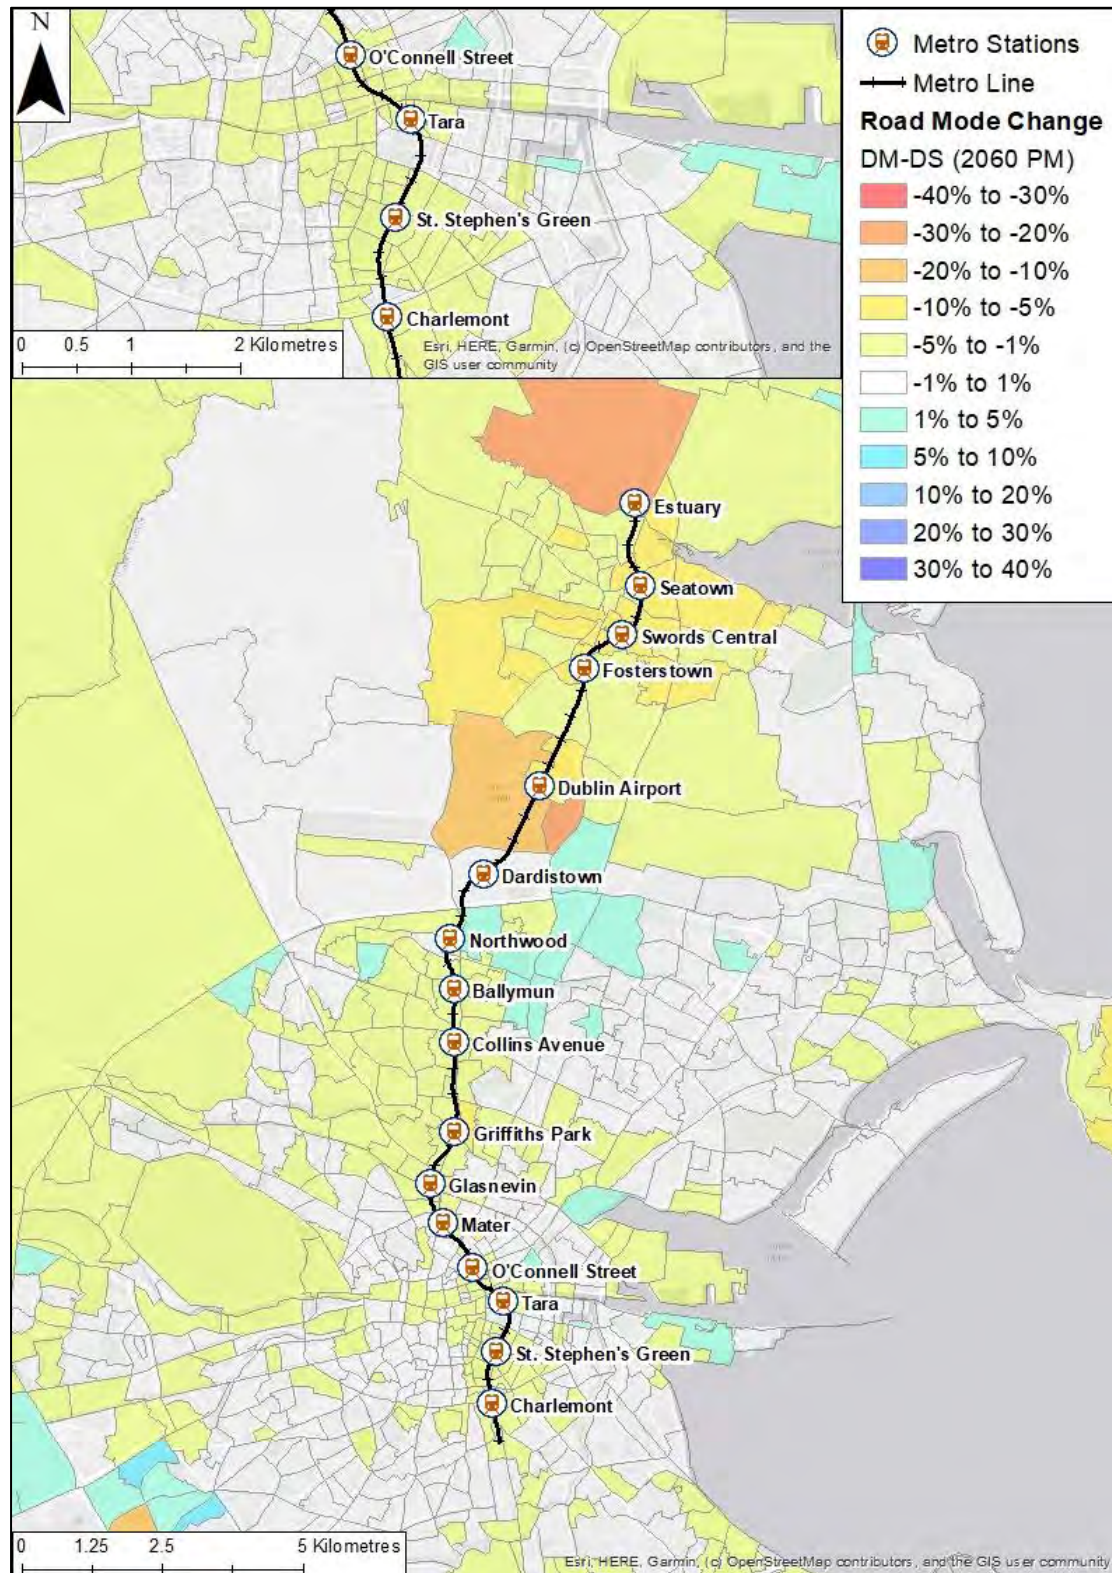 N
O'Connell Street
Tara
St. Stephen's Green
Charlemont
0 0.5 1 2 Kilometres
Esri, HERE, Garmin, (c) OpenStreetMap contributors, and the
GIS user community
Metro Stations
Metro Line
Road Mode Change
DM-DS (2060 PM)
-40% to -30%
-30% to -20%
-20% to -10%
-10% to -5%
-5% to -1%
-1% to 1%
1% to 5%
5% to 10%
10% to 20%
20% to 30%
30% to 40%
Estuary
Seatown
Swords Central
Fosterstown
Dublin Airport
Dardistown
Northwood
Ballymun
Collins Avenue
Griffiths Park
Glasnevin
Mater
O'Connell Street
Tara
St. Stephen's Green
Charlemont
0 1.25 2.5 5 Kilometres
Esri, HERE, Garmin, (c) OpenStreetMap contributors, and the GIS user community